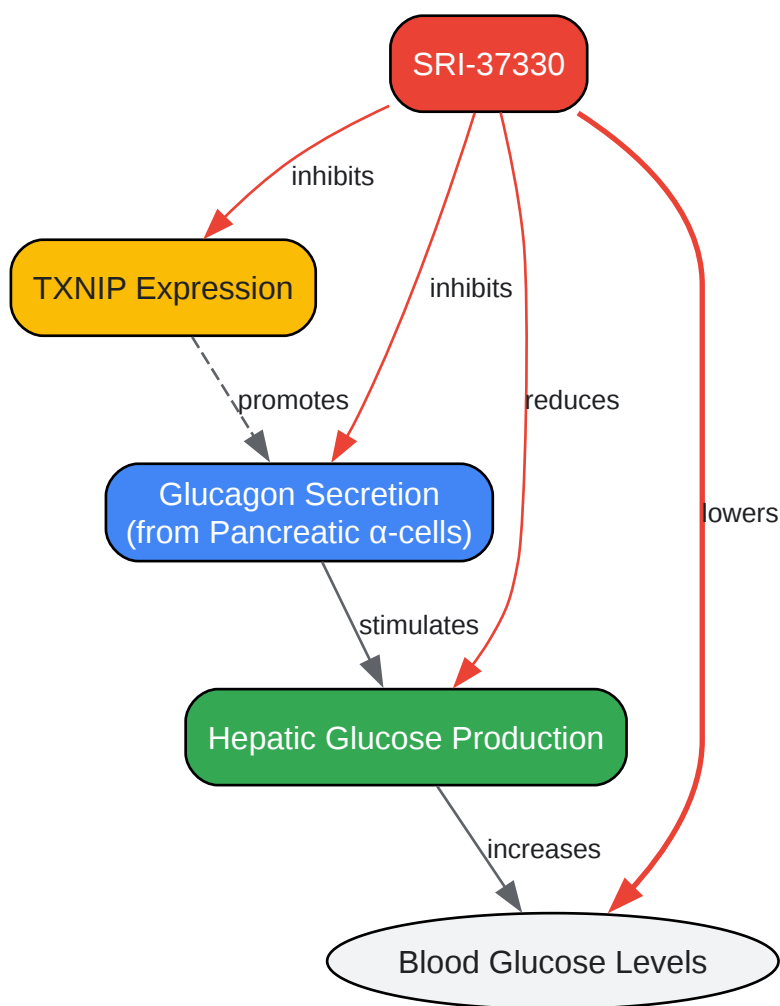 SRI-37330
inhibits
TXNIP Expression
inhibits
promotes
reduces
Glucagon Secretion
(from Pancreatic α-cells)
lowers
stimulates
Hepatic Glucose Production
increases
Blood Glucose Levels